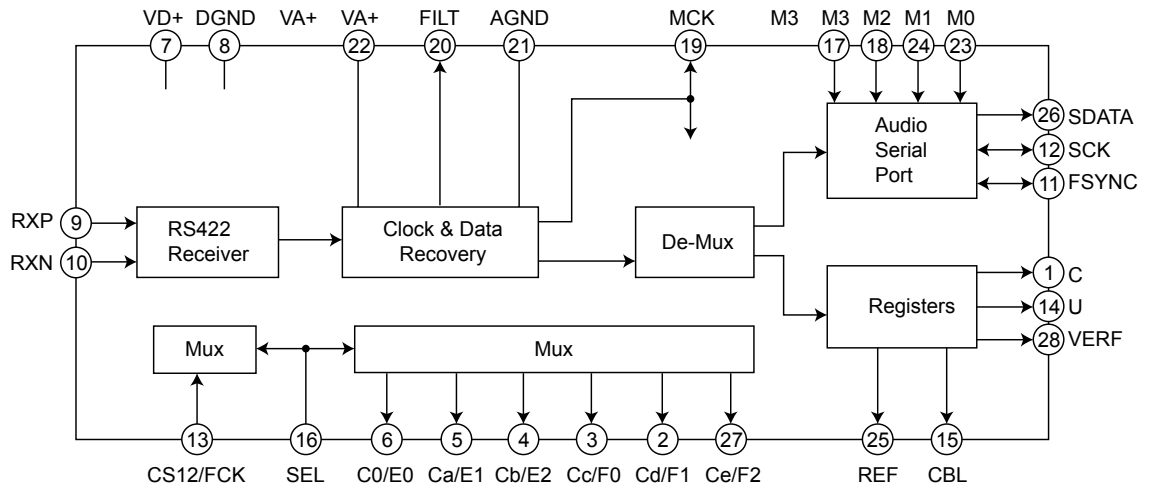 VD+ DGND VA+ VA+ FILT AGND MCK M3 M3 M2 M1 M0
7 8 22 20 21 19 17 18 24 23
Audio
Serial
Port
26 SDATA
12 SCK
11 FSYNC
RXP 9
RXN 10
RS422
Receiver
Clock & Data
Recovery
De-Mux
Registers
1 C
14 U
28 VERF
Mux
Mux
13 16 6 5 4 3 2 27 25 15
CS12/FCK SEL C0/E0 Ca/E1 Cb/E2 Cc/F0 Cd/F1 Ce/F2 REF CBL